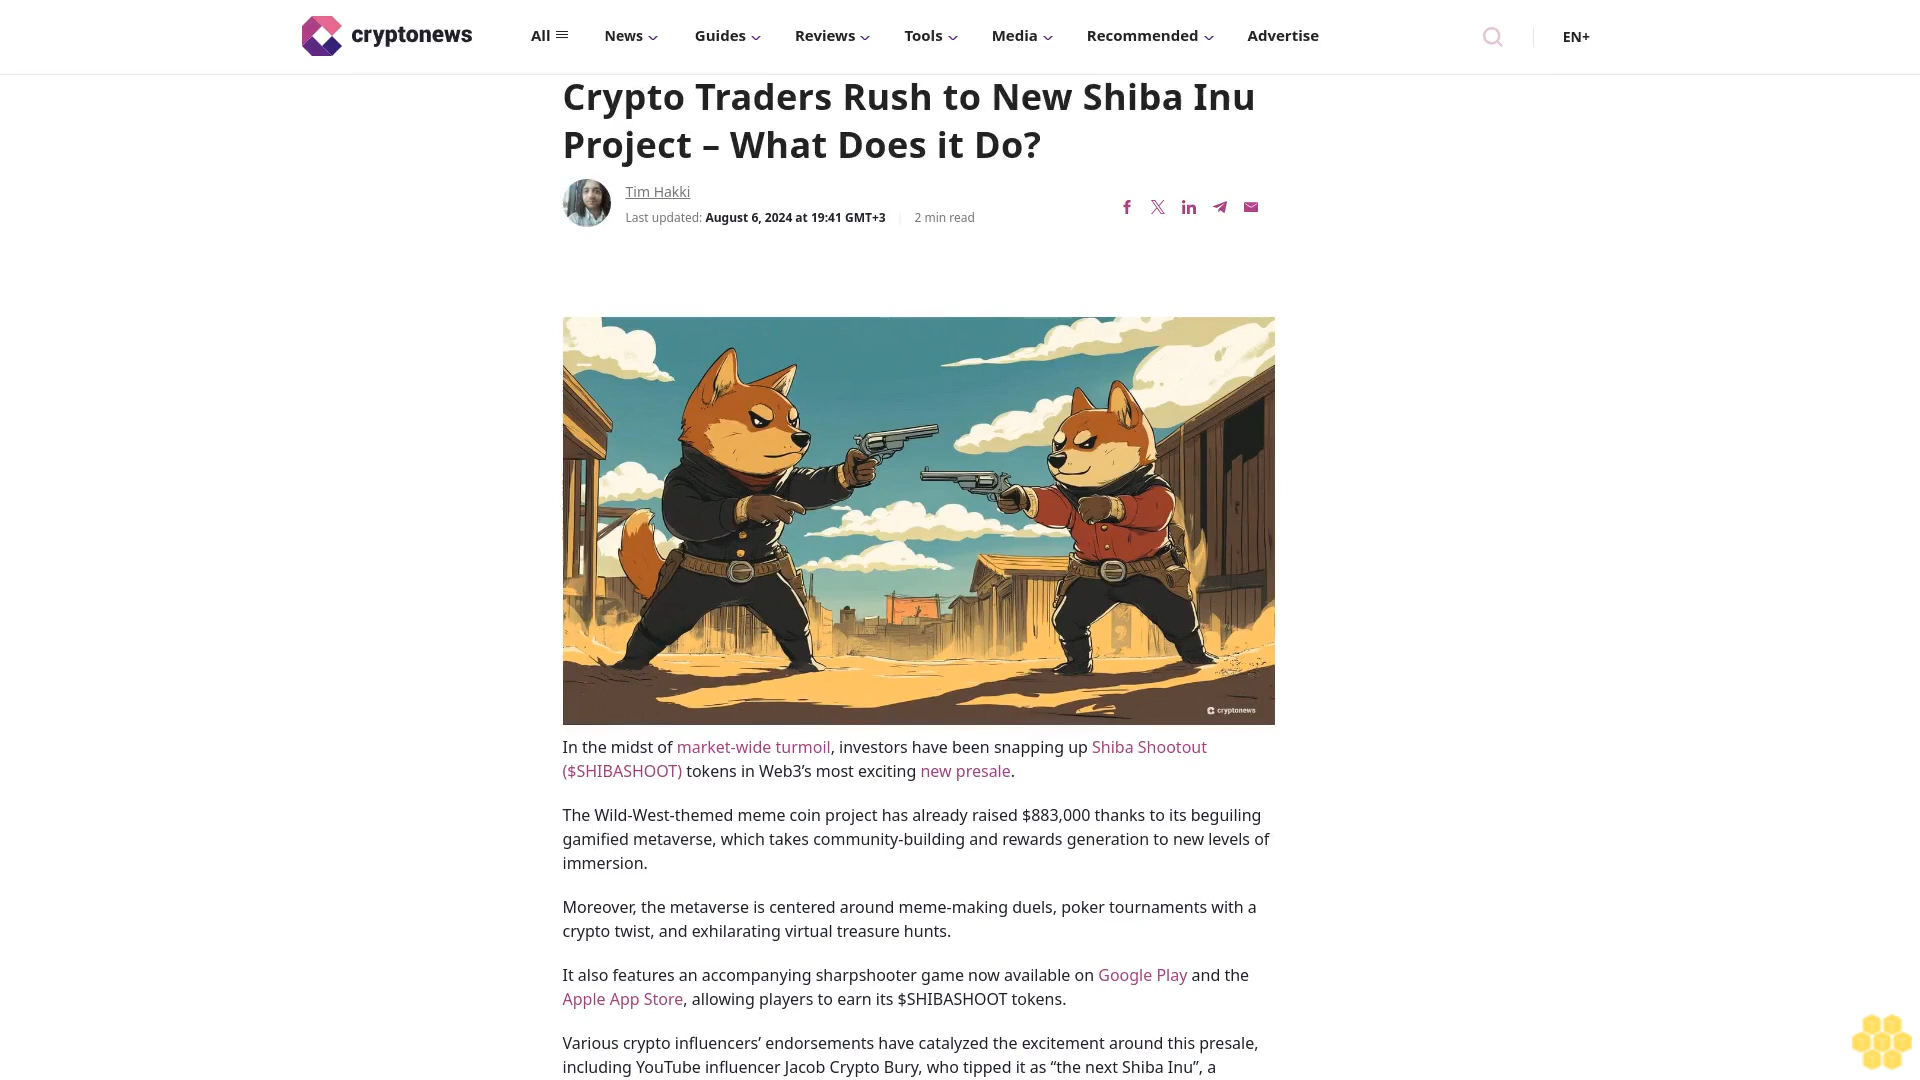 cryptonews
All
News
Guides
Reviews
Tools
Media
Recommended
Advertise
EN+
Crypto Traders Rush to New Shiba Inu
Project – What Does it Do?
Tim Hakki
Last updated: August 6, 2024 at 19:41 GMT+3 | 2 min read
cryptonews
In the midst of market-wide turmoil, investors have been snapping up Shiba Shootout
($SHIBASHOOT) tokens in Web3’s most exciting new presale.
The Wild-West-themed meme coin project has already raised $883,000 thanks to its beguiling
gamified metaverse, which takes community-building and rewards generation to new levels of
immersion.
Moreover, the metaverse is centered around meme-making duels, poker tournaments with a
crypto twist, and exhilarating virtual treasure hunts.
It also features an accompanying sharpshooter game now available on Google Play and the
Apple App Store, allowing players to earn its $SHIBASHOOT tokens.
Various crypto influencers’ endorsements have catalyzed the excitement around this presale,
including YouTube influencer Jacob Crypto Bury, who tipped it as “the next Shiba Inu”, a